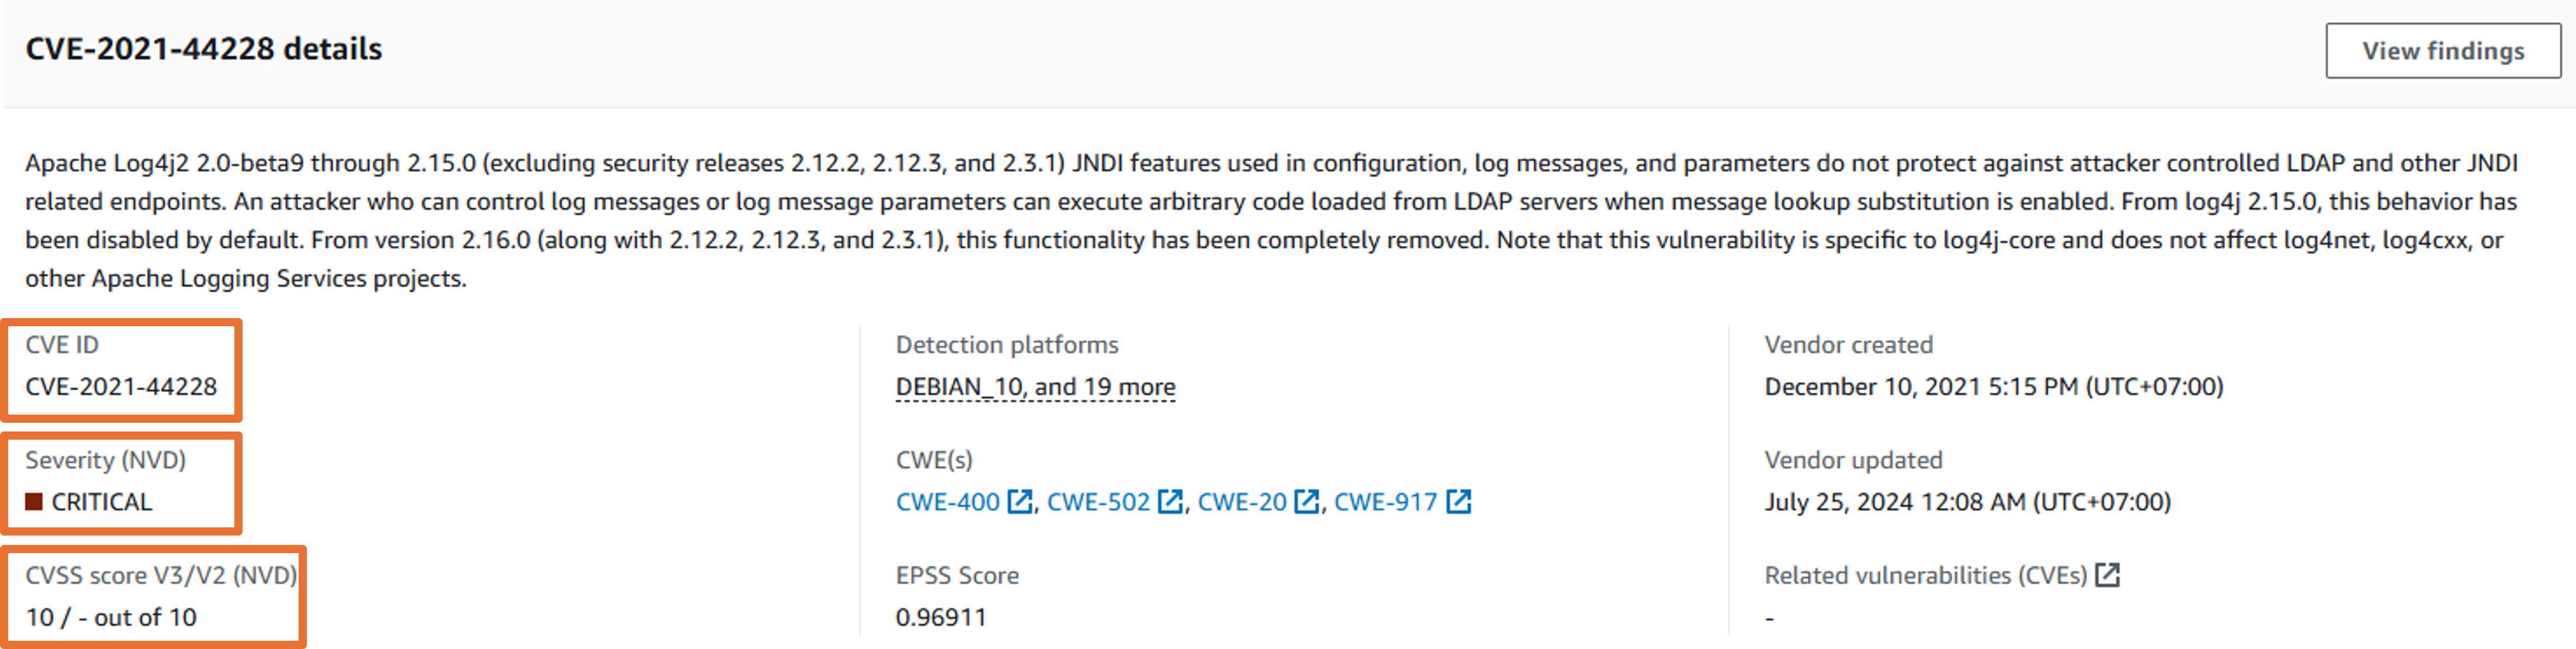 CVE-2021-44228 details
View findings
Apache Log4j2 2.0-beta9 through 2.15.0 (excluding security releases 2.12.2, 2.12.3, and 2.3.1) JNDI features used in configuration, log messages, and parameters do not protect against attacker controlled LDAP and other JNDI
related endpoints. An attacker who can control log messages or log message parameters can execute arbitrary code loaded from LDAP servers when message lookup substitution is enabled. From log4j 2.15.0, this behavior has
been disabled by default. From version 2.16.0 (along with 2.12.2, 2.12.3, and 2.3.1), this functionality has been completely removed. Note that this vulnerability is specific to log4j-core and does not affect log4net, log4cxx, or
other Apache Logging Services projects.
CVE ID
CVE-2021-44228
Severity (NVD)
CRITICAL
CVSS score V3/V2 (NVD)
10 / - out of 10
Detection platforms
DEBIAN_10, and 19 more
CWE(s)
CWE-400, CWE-502, CWE-20, CWE-917
EPSS Score
0.96911
Vendor created
December 10, 2021 5:15 PM (UTC+07:00)
Vendor updated
July 25, 2024 12:08 AM (UTC+07:00)
Related vulnerabilities (CVEs)
-